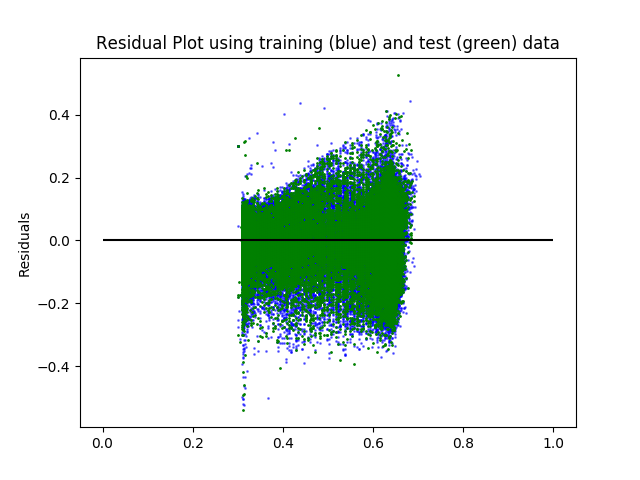 Residual Plot using training (blue) and test (green) data
0.4
0.2
0.0
−0.2
−0.4
Residuals
0.0 0.2 0.4 0.6 0.8 1.0